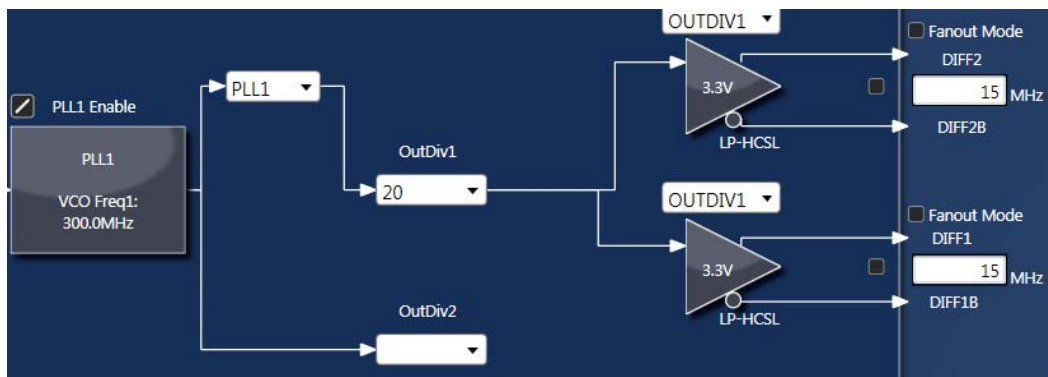 OUTDIV1
Fanout Mode
DIFF2
15 MHz
DIFF2B
3.3V
LP-HCSL
PLL1
PLL1 Enable
PLL1
VCO Freq1:
300.0MHz
OutDiv1
20
OUTDIV1
Fanout Mode
DIFF1
15 MHz
DIFF1B
3.3V
LP-HCSL
OutDiv2